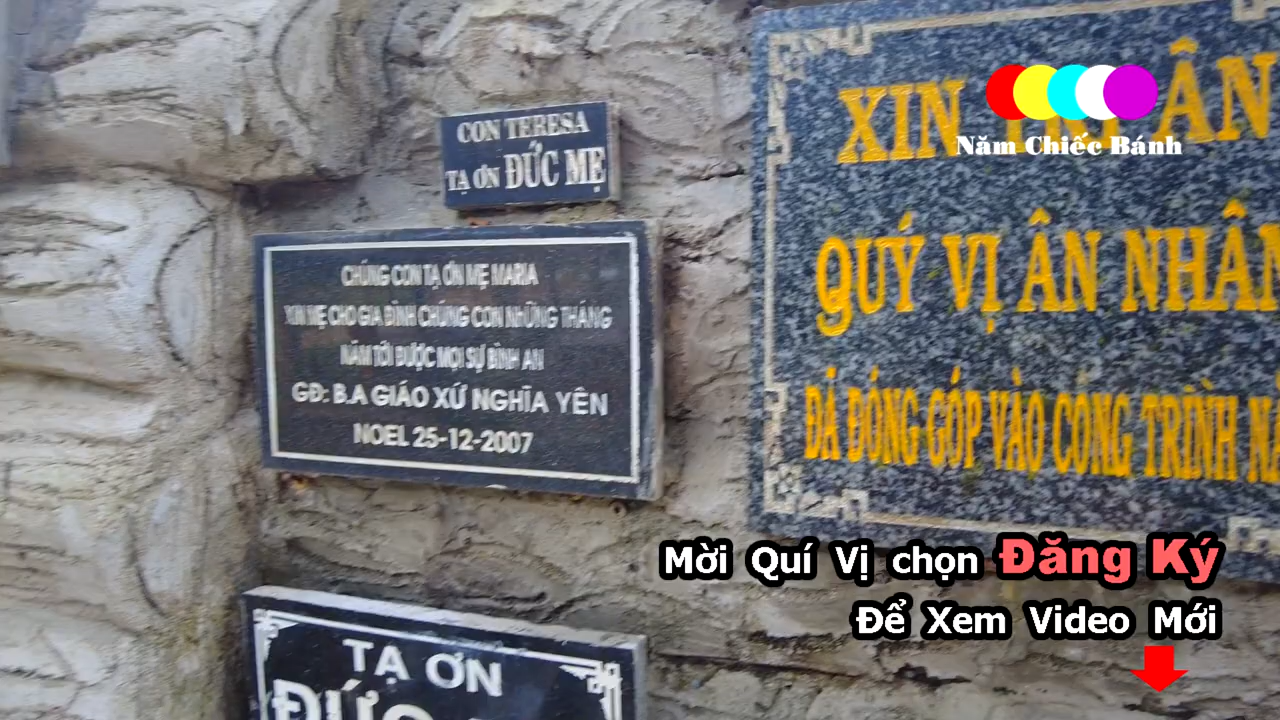 CON TERESA
TẠ ƠN ĐỨC MẸ
CHÚNG CON TẠ ƠN MẸ MARIA
XIN MẸ CHO GIA ĐÌNH CHÚNG CON NHỮNG THÁNG
NĂM TỚI ĐƯỢC MỌI SỰ BÌNH AN
GĐ: B.A GIÁO XỨ NGHĨA YÊN
NOEL 25-12-2007
TẠ ƠN
XIN
QUÝ VỊ ÂN NHÂN
ĐÃ ĐÓNG GÓP VÀO CÔNG TRÌNH
Năm Chiếc Bánh
Mời Quí Vị chọn Đăng Ký
Để Xem Video Mới